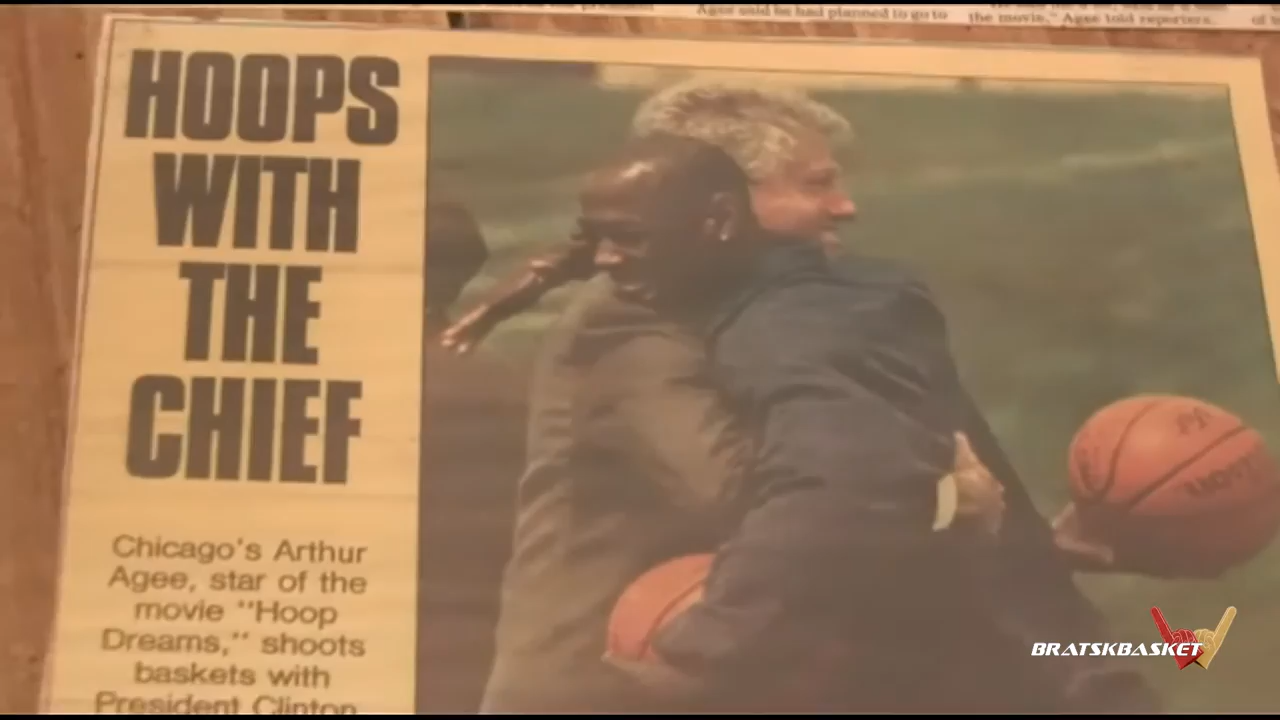 Agee said he had planned to go to
the movie," Agee told reporters.
HOOPS
WITH
THE
CHIEF
Chicago's Arthur
Agee, star of the
movie "Hoop
Dreams," shoots
baskets with
President Clinton
BRATSKBASKET